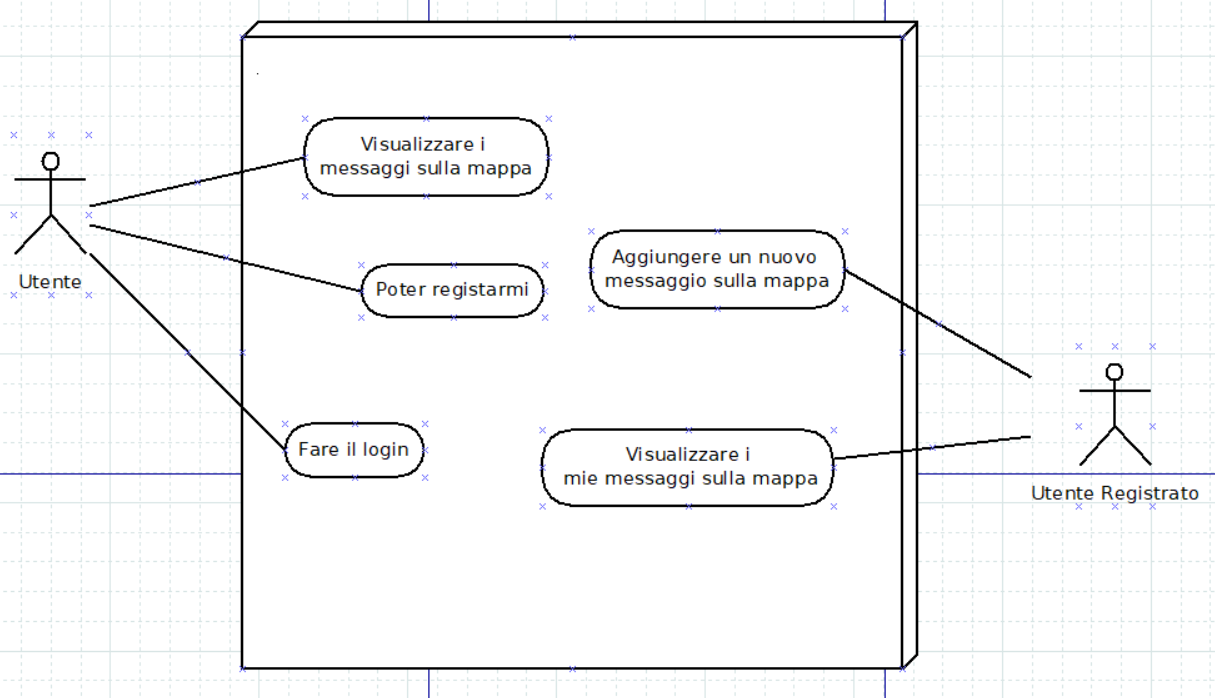 Visualizzare i
messaggi sulla mappa
Utente
Poter registarmi
Aggiungere un nuovo
messaggio sulla mappa
Fare il login
Visualizzare i
mie messaggi sulla mappa
Utente Registrato